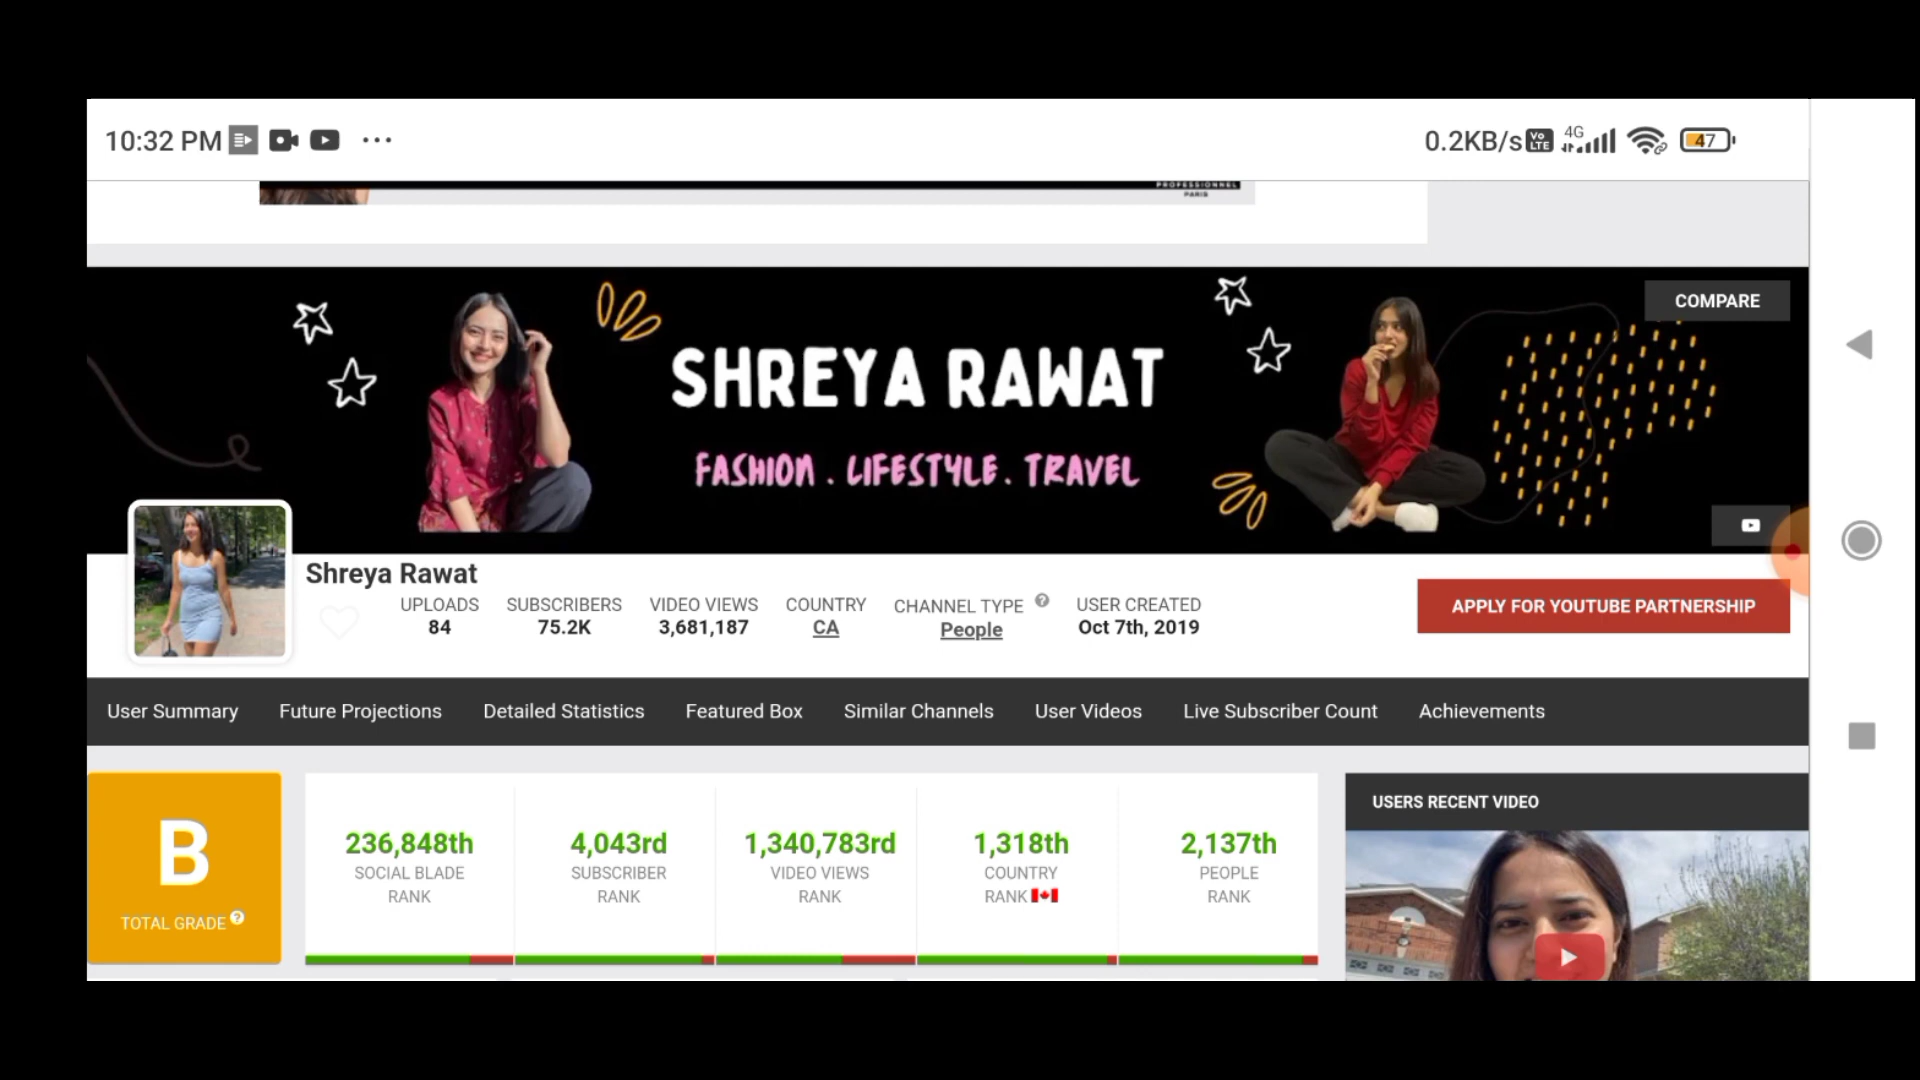 10:32 PM ...
0.2KB/s Vo LTE 4G 47
PROFESSIONNEL
PARIS
COMPARE
SHREYA RAWAT
FASHION . LIFESTYLE . TRAVEL
Shreya Rawat
UPLOADS SUBSCRIBERS VIDEO VIEWS COUNTRY CHANNEL TYPE ? USER CREATED
84 75.2K 3,681,187 CA People Oct 7th, 2019
APPLY FOR YOUTUBE PARTNERSHIP
User Summary Future Projections Detailed Statistics Featured Box Similar Channels User Videos Live Subscriber Count Achievements
B
TOTAL GRADE ?
236,848th
SOCIAL BLADE
RANK
4,043rd
SUBSCRIBER
RANK
1,340,783rd
VIDEO VIEWS
RANK
1,318th
COUNTRY
RANK
2,137th
PEOPLE
RANK
USERS RECENT VIDEO